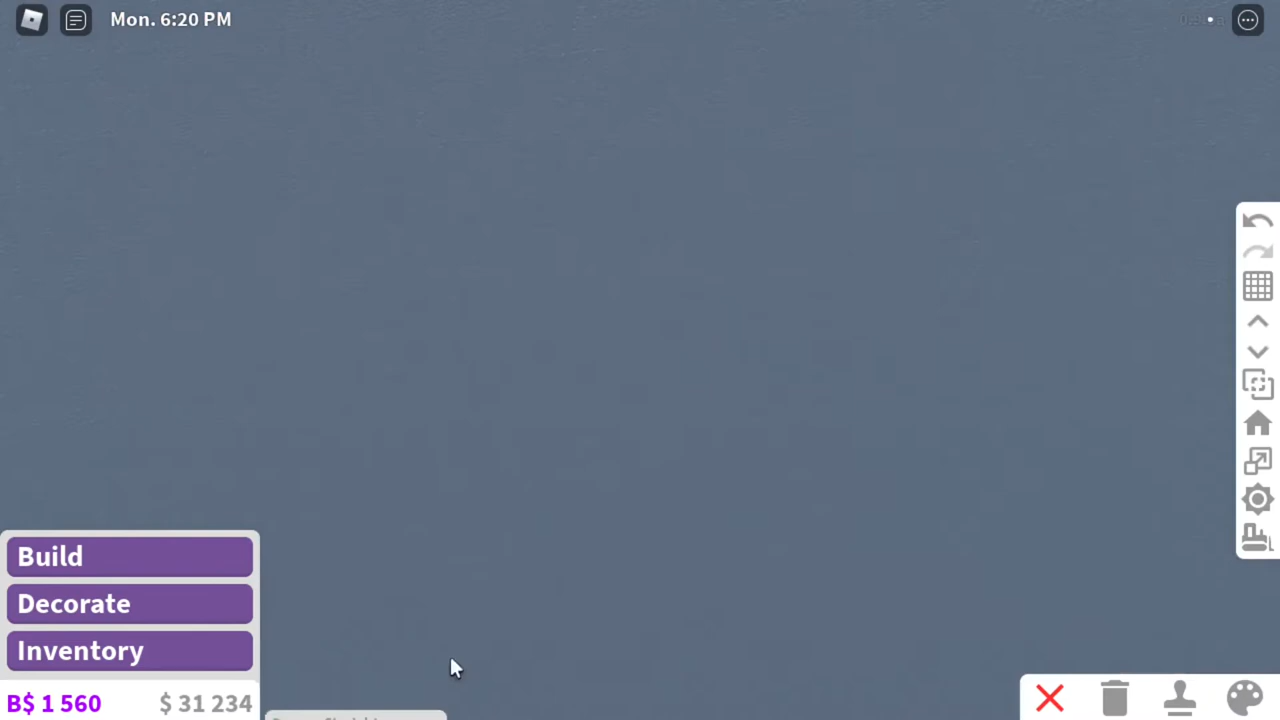 Mon. 6:20 PM
Build
Decorate
Inventory
B$ 1 560 $ 31 234